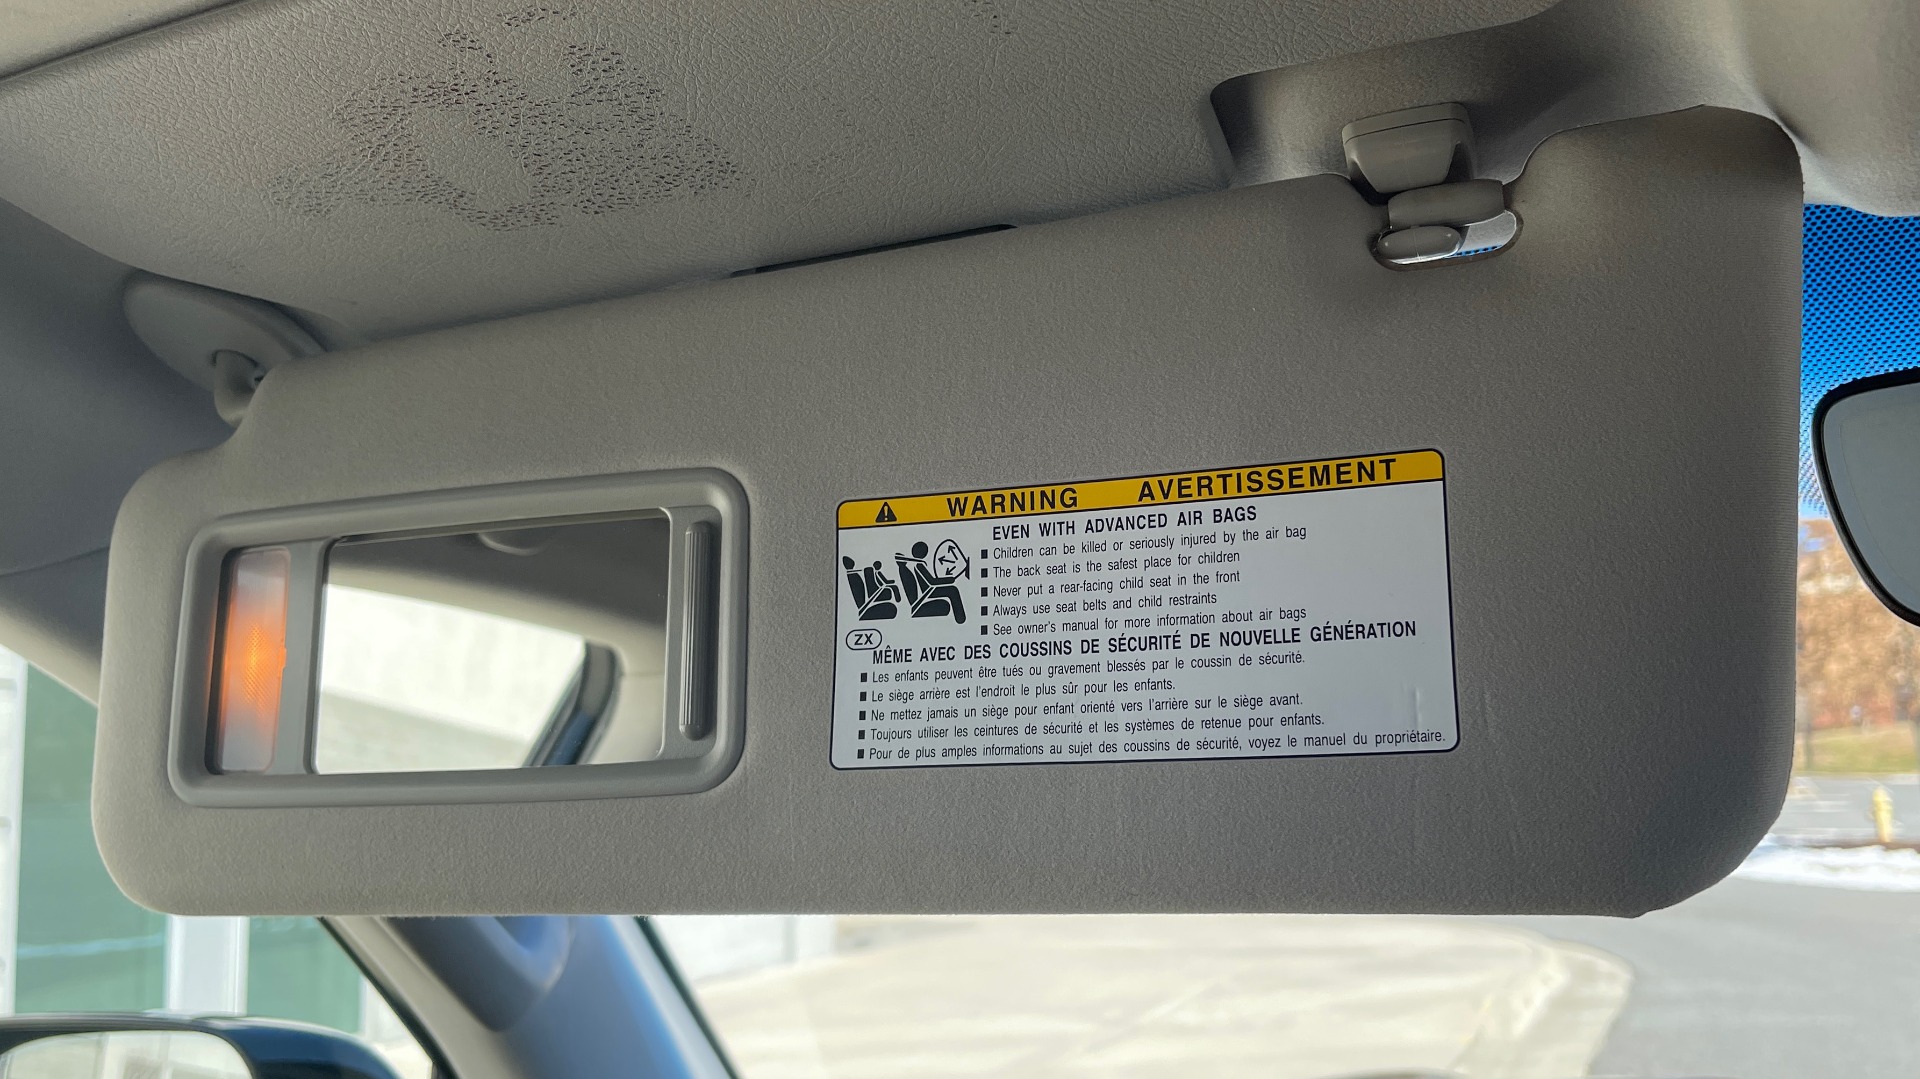 WARNING AVERTISSEMENT
EVEN WITH ADVANCED AIR BAGS
■ Children can be killed or seriously injured by the air bag
■ The back seat is the safest place for children
■ Never put a rear-facing child seat in the front
■ Always use seat belts and child restraints
■ See owner's manual for more information about air bags
ZX
MÊME AVEC DES COUSSINS DE SÉCURITÉ DE NOUVELLE GÉNÉRATION
■ Les enfants peuvent être tués ou gravement blessés par le coussin de sécurité.
■ Le siège arrière est l'endroit le plus sûr pour les enfants.
■ Ne mettez jamais un siège pour enfant orienté vers l'arrière sur le siège avant.
■ Toujours utiliser les ceintures de sécurité et les systèmes de retenue pour enfants.
■ Pour de plus amples informations au sujet des coussins de sécurité, voyez le manuel du propriétaire.